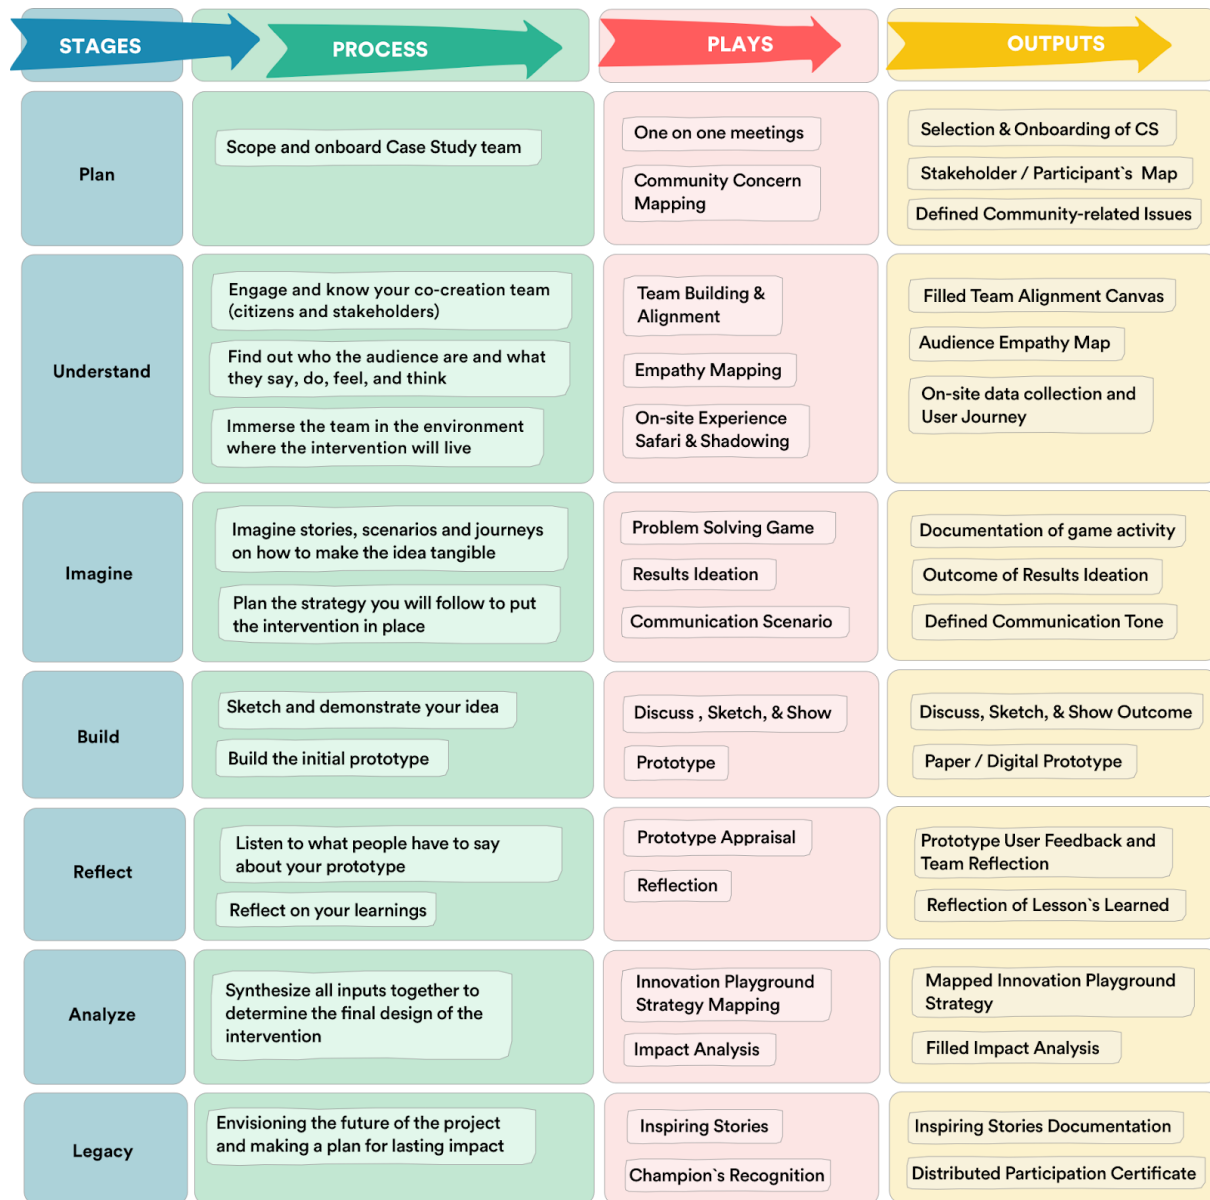 STAGES
PROCESS
PLAYS
OUTPUTS
Plan
Scope and onboard Case Study team
One on one meetings
Community Concern
Mapping
Selection & Onboarding of CS
Stakeholder / Participant`s Map
Defined Community-related Issues
Understand
Engage and know your co-creation team
(citizens and stakeholders)
Find out who the audience are and what
they say, do, feel, and think
Immerse the team in the environment
where the intervention will live
Team Building &
Alignment
Empathy Mapping
On-site Experience
Safari & Shadowing
Filled Team Alignment Canvas
Audience Empathy Map
On-site data collection and
User Journey
Imagine
Imagine stories, scenarios and journeys
on how to make the idea tangible
Plan the strategy you will follow to put
the intervention in place
Problem Solving Game
Results Ideation
Communication Scenario
Documentation of game activity
Outcome of Results Ideation
Defined Communication Tone
Build
Sketch and demonstrate your idea
Build the initial prototype
Discuss , Sketch, & Show
Prototype
Discuss, Sketch, & Show Outcome
Paper / Digital Prototype
Reflect
Listen to what people have to say
about your prototype
Reflect on your learnings
Prototype Appraisal
Reflection
Prototype User Feedback and
Team Reflection
Reflection of Lesson`s Learned
Analyze
Synthesize all inputs together to
determine the final design of the
intervention
Innovation Playground
Strategy Mapping
Impact Analysis
Mapped Innovation Playground
Strategy
Filled Impact Analysis
Legacy
Envisioning the future of the project
and making a plan for lasting impact
Inspiring Stories
Champion`s Recognition
Inspiring Stories Documentation
Distributed Participation Certificate